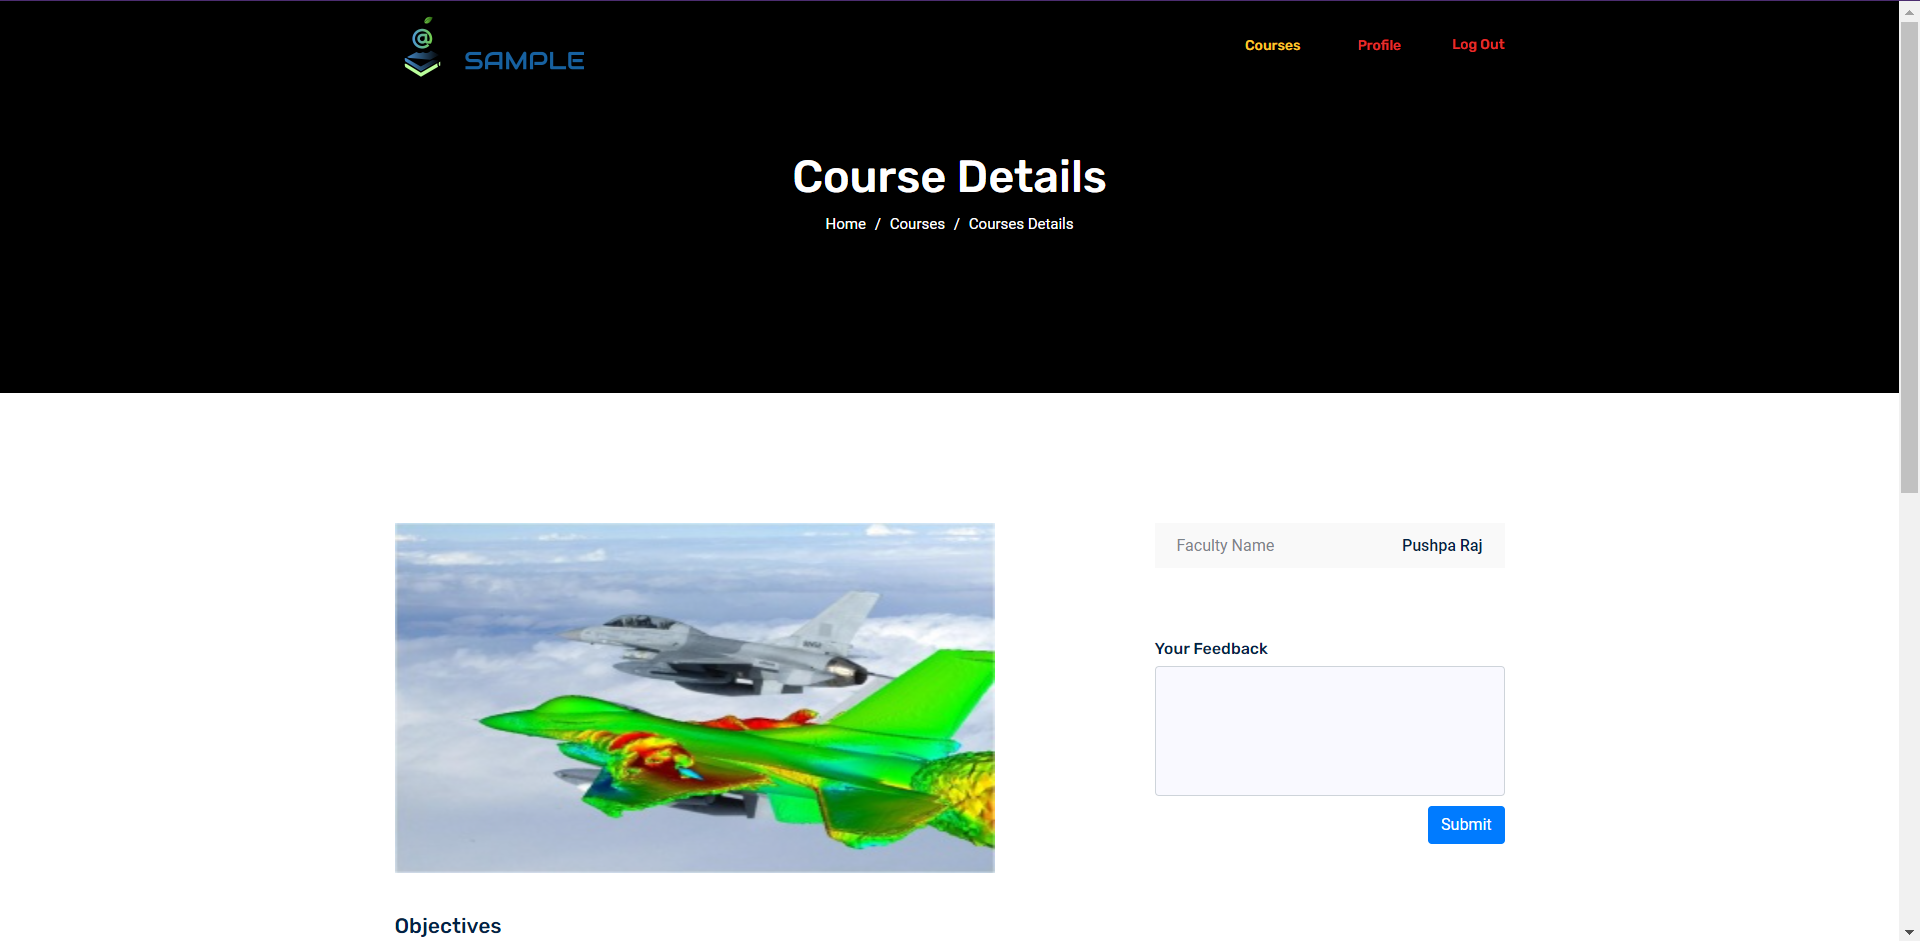 @
SAMPLE
Courses Profile Log Out
Course Details
Home / Courses / Courses Details
Faculty Name Pushpa Raj
Your Feedback
Submit
Objectives